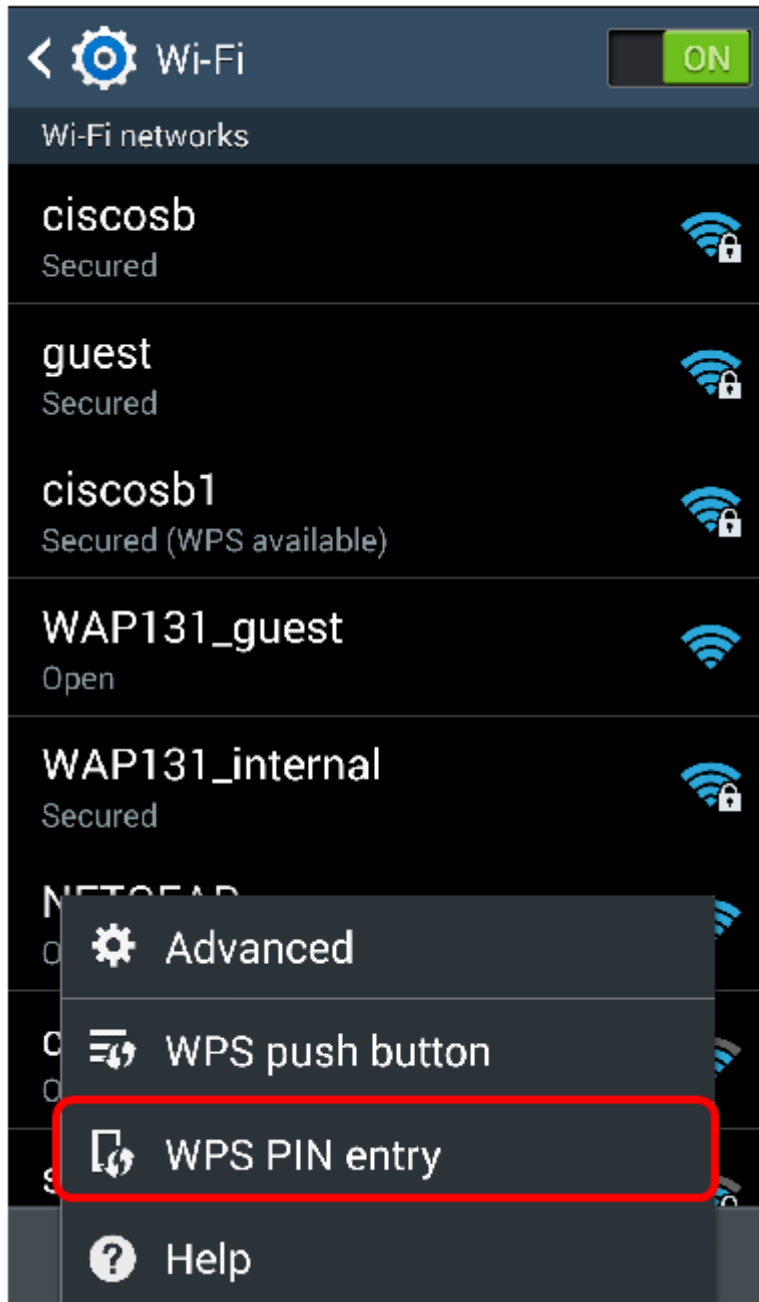 Wi-Fi
ON
Wi-Fi networks
ciscosb
Secured
guest
Secured
ciscosb1
Secured (WPS available)
WAP131_guest
Open
WAP131_internal
Secured
NETGEAR
Advanced
WPS push button
WPS PIN entry
Help